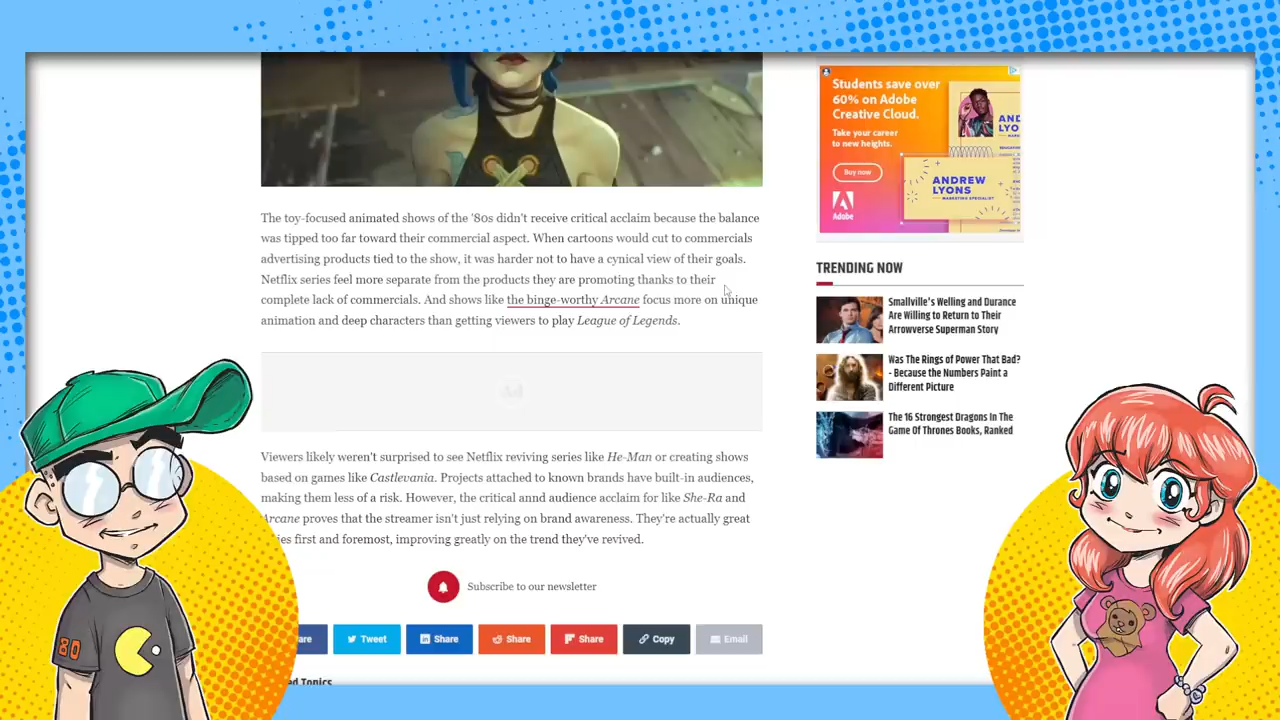 The toy-focused animated shows of the '80s didn't receive critical acclaim because the balance
was tipped too far toward their commercial aspect. When cartoons would cut to commercials
advertising products tied to the show, it was harder not to have a cynical view of their goals.
Netflix series feel more separate from the products they are promoting thanks to their
complete lack of commercials. And shows like the binge-worthy Arcane focus more on unique
animation and deep characters than getting viewers to play League of Legends.
Viewers likely weren't surprised to see Netflix reviving series like He-Man or creating shows
based on games like Castlevania. Projects attached to known brands have built-in audiences,
making them less of a risk. However, the critical annd audience acclaim for like She-Ra and
Arcane proves that the streamer isn't just relying on brand awareness. They're actually great
ies first and foremost, improving greatly on the trend they've revived.
Subscribe to our newsletter
are
Tweet
Share
Share
Share
Copy
Email
ed Topics
Students save over
60% on Adobe
Creative Cloud.
Take your career
to new heights.
Buy now
Adobe
AND
LYO
ANDREW
LYONS
MARKETING SPECIALIST
TRENDING NOW
Smallville's Welling and Durance
Are Willing to Return to Their
Arrowverse Superman Story
Was The Rings of Power That Bad?
- Because the Numbers Paint a
Different Picture
The 16 Strongest Dragons In The
Game Of Thrones Books, Ranked
80